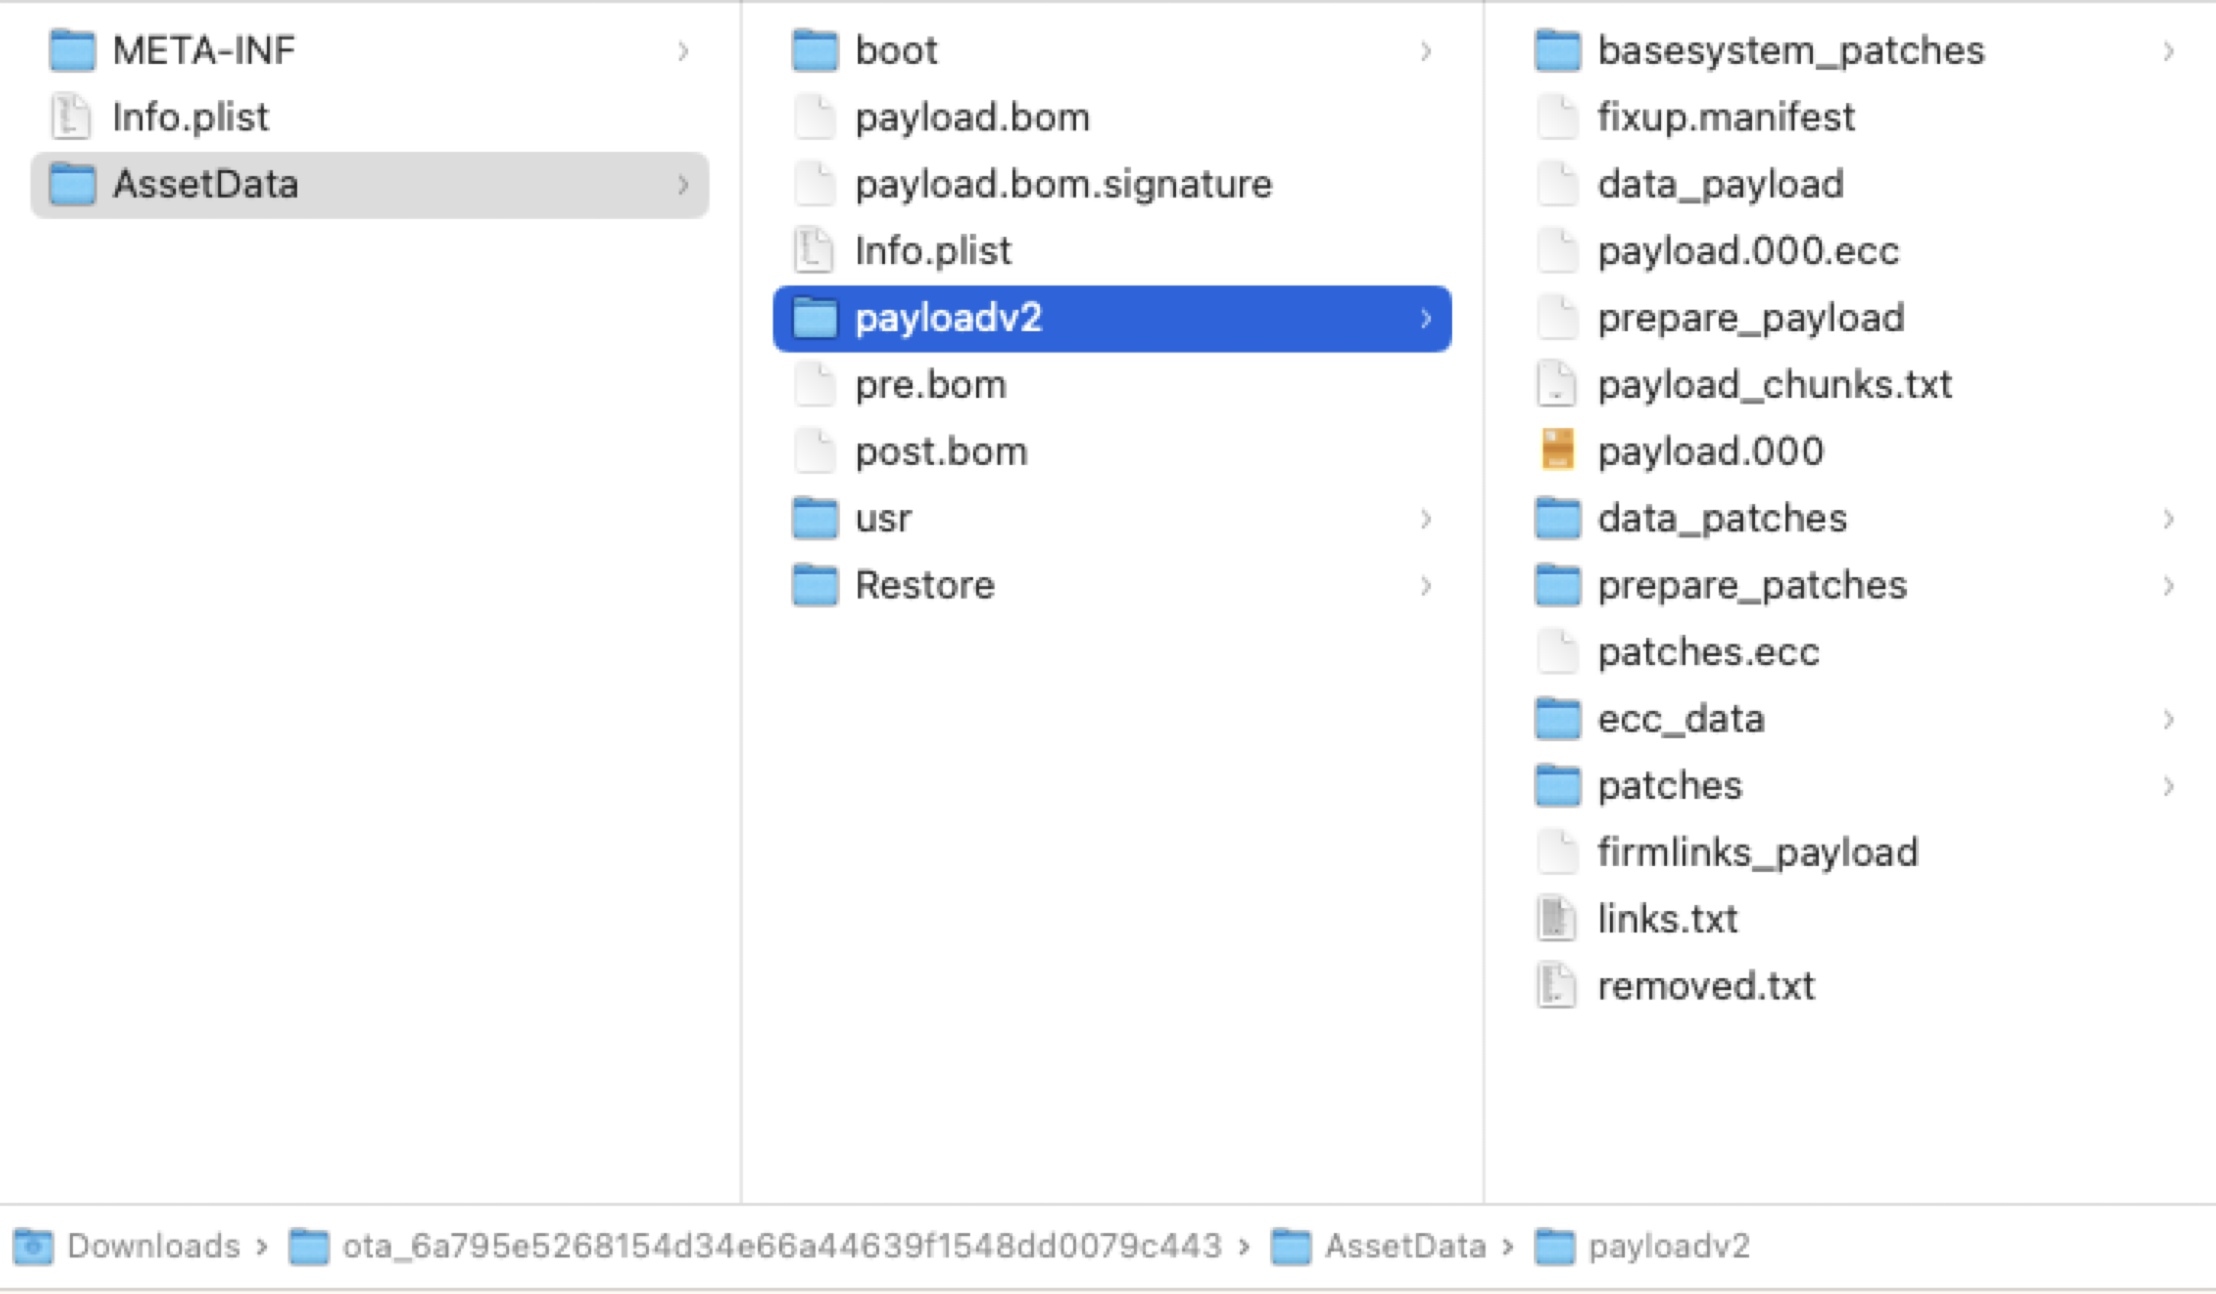 META-INF
Info.plist
AssetData
boot
payload.bom
payload.bom.signature
Info.plist
payloadv2
pre.bom
post.bom
usr
Restore
basesystem_patches
fixup.manifest
data_payload
payload.000.ecc
prepare_payload
payload_chunks.txt
payload.000
data_patches
prepare_patches
patches.ecc
ecc_data
patches
firmlinks_payload
links.txt
removed.txt
Downloads › ota_6a795e5268154d34e66a44639f1548dd0079c443 › AssetData › payloadv2